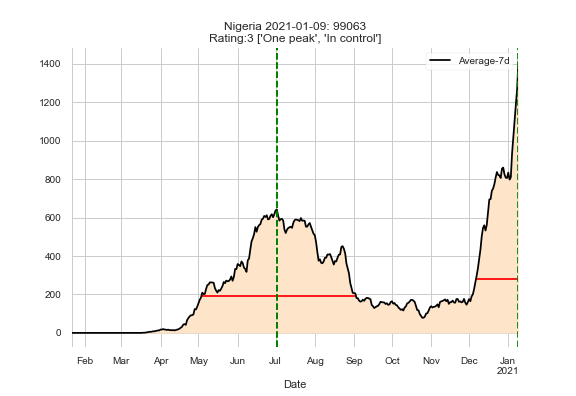 Nigeria 2021-01-09: 99063
Rating:3 ['One peak', 'In control']
Average-7d
1400
1200
1000
800
600
400
200
0
Feb Mar Apr May Jun Jul Aug Sep Oct Nov Dec Jan
2021
Date